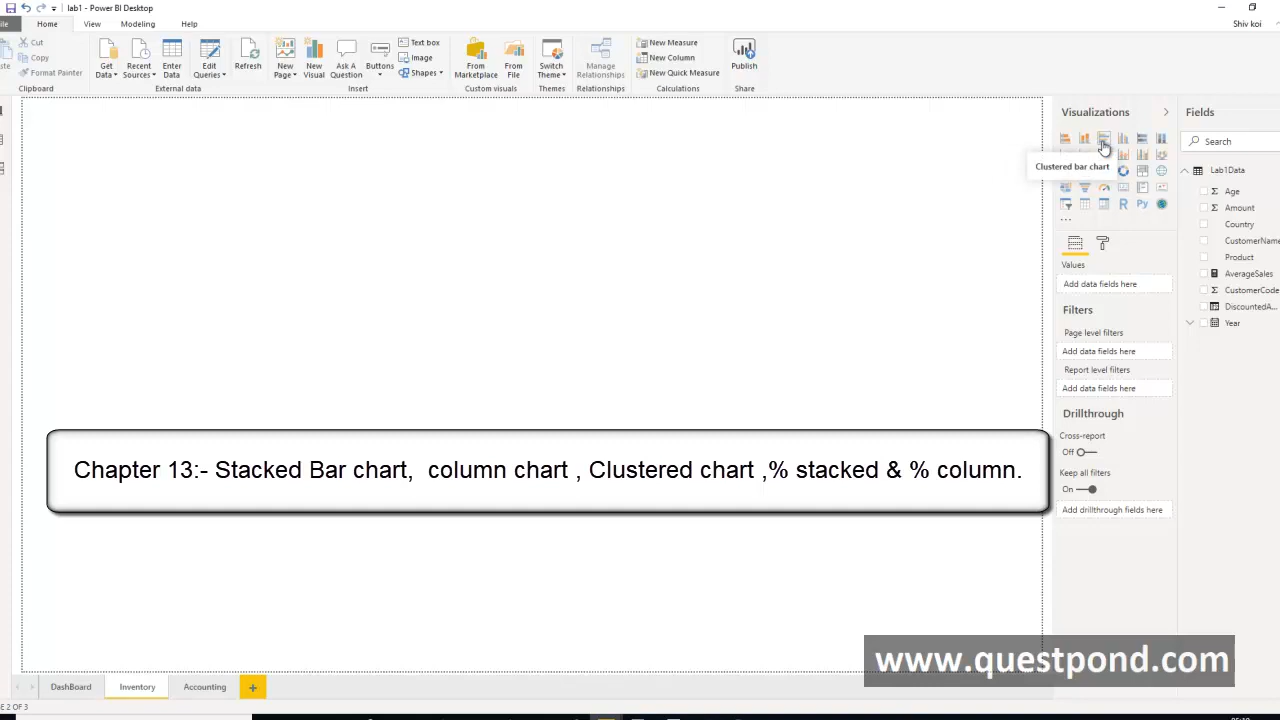 lab1 - Power BI Desktop
Home View Modeling Help Shiv koi
Cut
Copy
Format Painter
Clipboard
Get Data
Recent Sources
Enter Data
Edit Queries
Refresh
External data
New Page
New Visual
Ask A Question
Buttons
Text box
Image
Shapes
Insert
From Marketplace
From File
Custom visuals
Switch Theme
Themes
Manage Relationships
Relationships
New Measure
New Column
New Quick Measure
Calculations
Publish
Share
Visualizations
Clustered bar chart
R
Py
Values
Add data fields here
Filters
Page level filters
Add data fields here
Report level filters
Add data fields here
Drillthrough
Cross-report
Off
Keep all filters
On
Add drillthrough fields here
Fields
Search
Lab1Data
Age
Amount
Country
CustomerName
Product
AverageSales
CustomerCode
DiscountedA...
Year
Chapter 13:- Stacked Bar chart, column chart , Clustered chart ,% stacked & % column.
www.questpond.com
DashBoard Inventory Accounting
2 OF 3